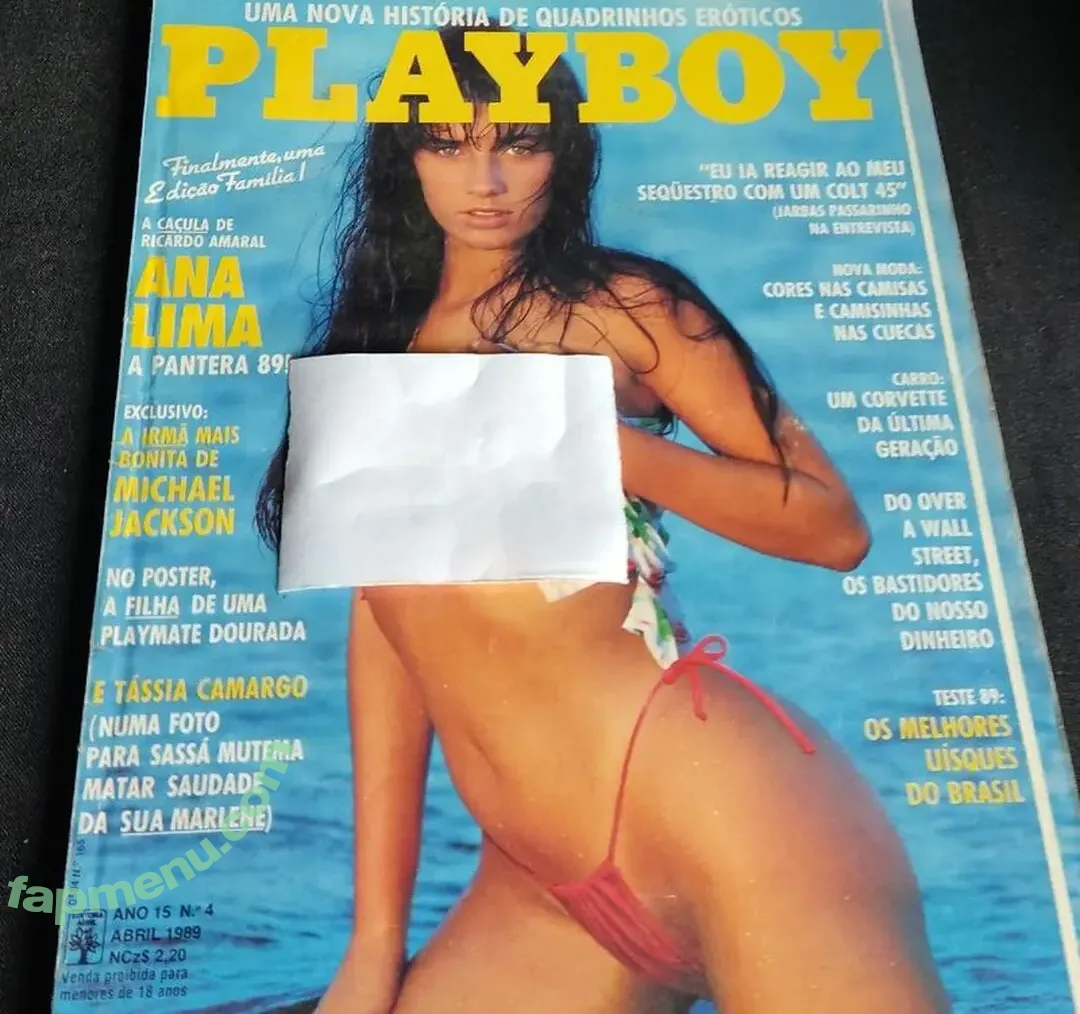 UMA NOVA HISTÓRIA DE QUADRINHOS ERÓTICOS
PLAYBOY
Finalmente, uma
Edição Família!
A CAÇULA DE
RICARDO AMARAL
ANA
LIMA
A PANTERA 89!
EXCLUSIVO:
A IRMÃ MAIS
BONITA DE
MICHAEL
JACKSON
NO POSTER,
A FILHA DE UMA
PLAYMATE DOURADA
E TÁSSIA CAMARGO
(NUMA FOTO
PARA SASSÁ MUTEMA
MATAR SAUDADE
DA SUA MARLENE)
"EU IA REAGIR AO MEU
SEQÜESTRO COM UM COLT 45"
(JARBAS PASSARINHO
NA ENTREVISTA)
NOVA MODA:
CORES NAS CAMISAS
E CAMISINHAS
NAS CUECAS
CARRO:
UM CORVETTE
DA ÚLTIMA
GERAÇÃO
DO OVER
A WALL
STREET,
OS BASTIDORES
DO NOSSO
DINHEIRO
TESTE 89:
OS MELHORES
UÍSQUES
DO BRASIL
fapmenu.com
ANO 15 N.º 4
ABRIL 1989
NCz$ 2,20
Venda proibida para
menores de 18 anos